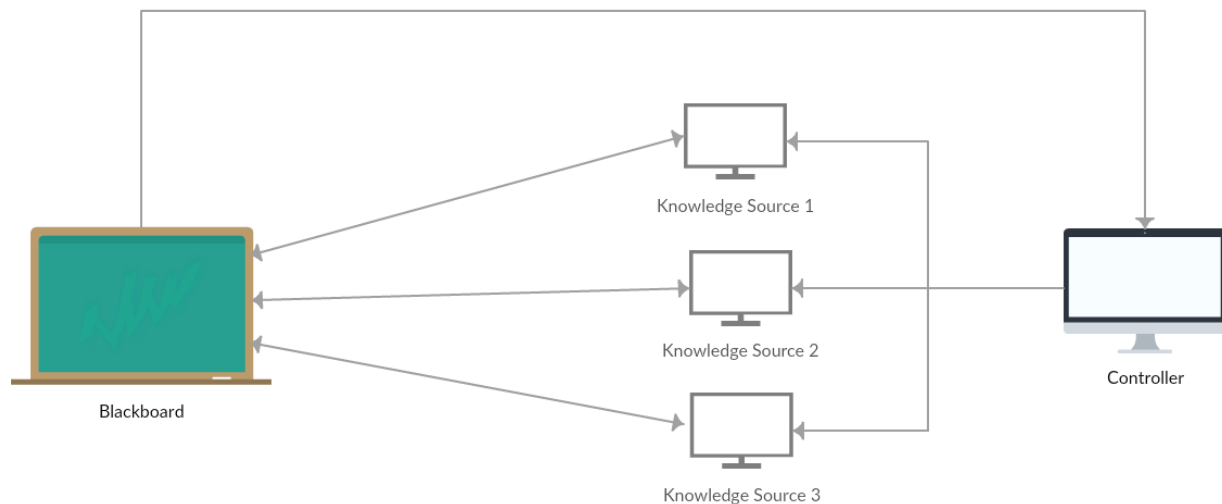 Knowledge Source 1
Knowledge Source 2
Controller
Blackboard
Knowledge Source 3